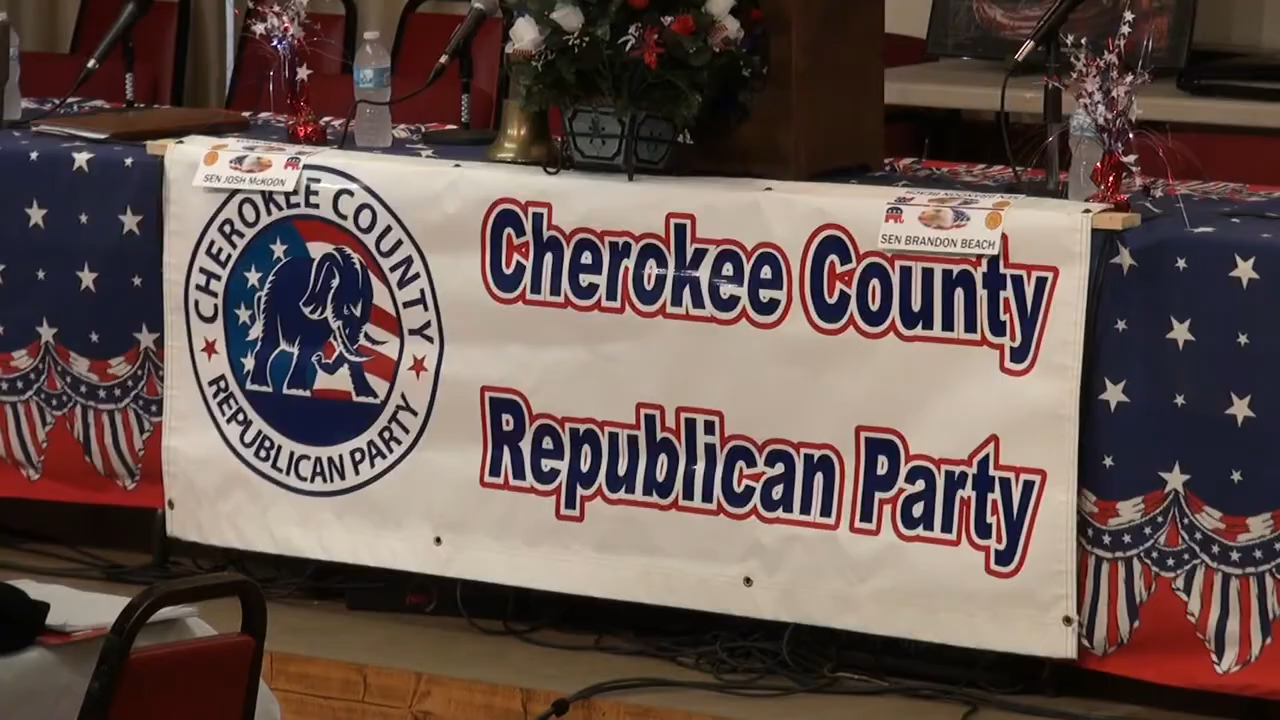 SEN JOSH McKOON
SEN BRANDON BEACH
CHEROKEE COUNTY
REPUBLICAN PARTY
Cherokee County
Republican Party